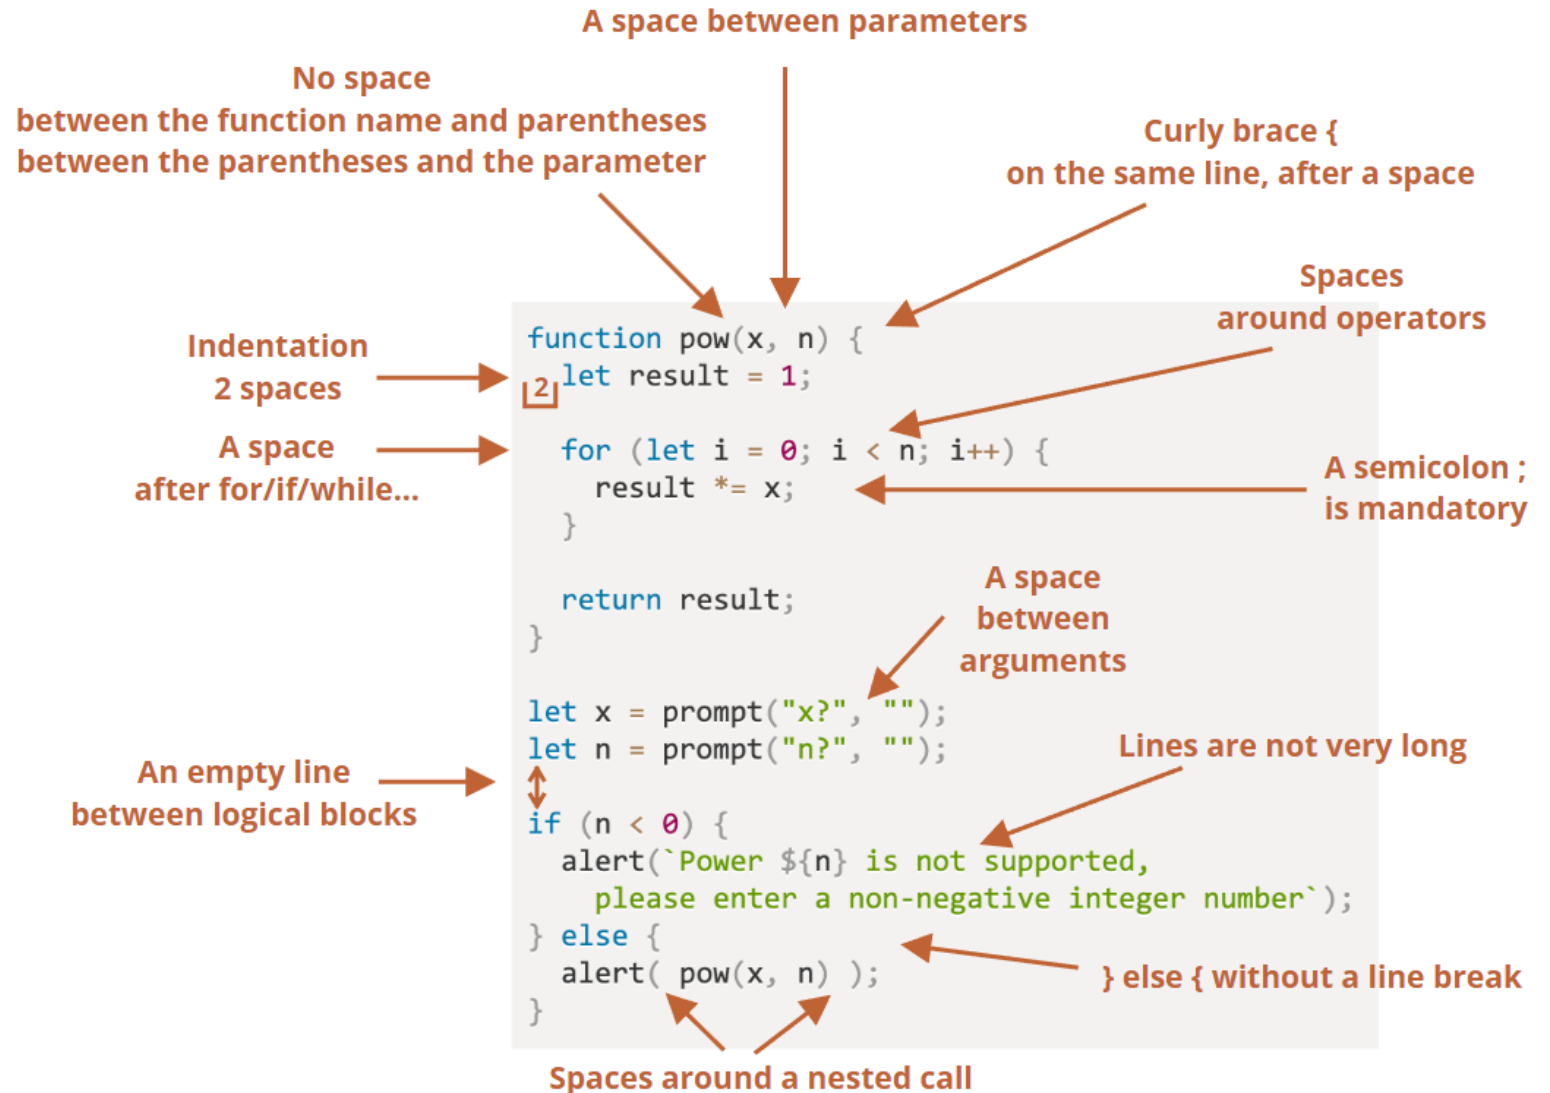 A space between parameters
No space
between the function name and parentheses
between the parentheses and the parameter
Curly brace {
on the same line, after a space
Spaces
around operators
Indentation
2 spaces
A space
after for/if/while...
function pow(x, n) {
2 let result = 1;
for (let i = 0; i < n; i++) {
result *= x;
}
return result;
}
A semicolon ;
is mandatory
A space
between
arguments
let x = prompt("x?", "");
let n = prompt("n?", "");
Lines are not very long
An empty line
between logical blocks
if (n < 0) {
alert(`Power ${n} is not supported,
please enter a non-negative integer number`);
} else {
alert( pow(x, n) );
}
} else { without a line break
Spaces around a nested call